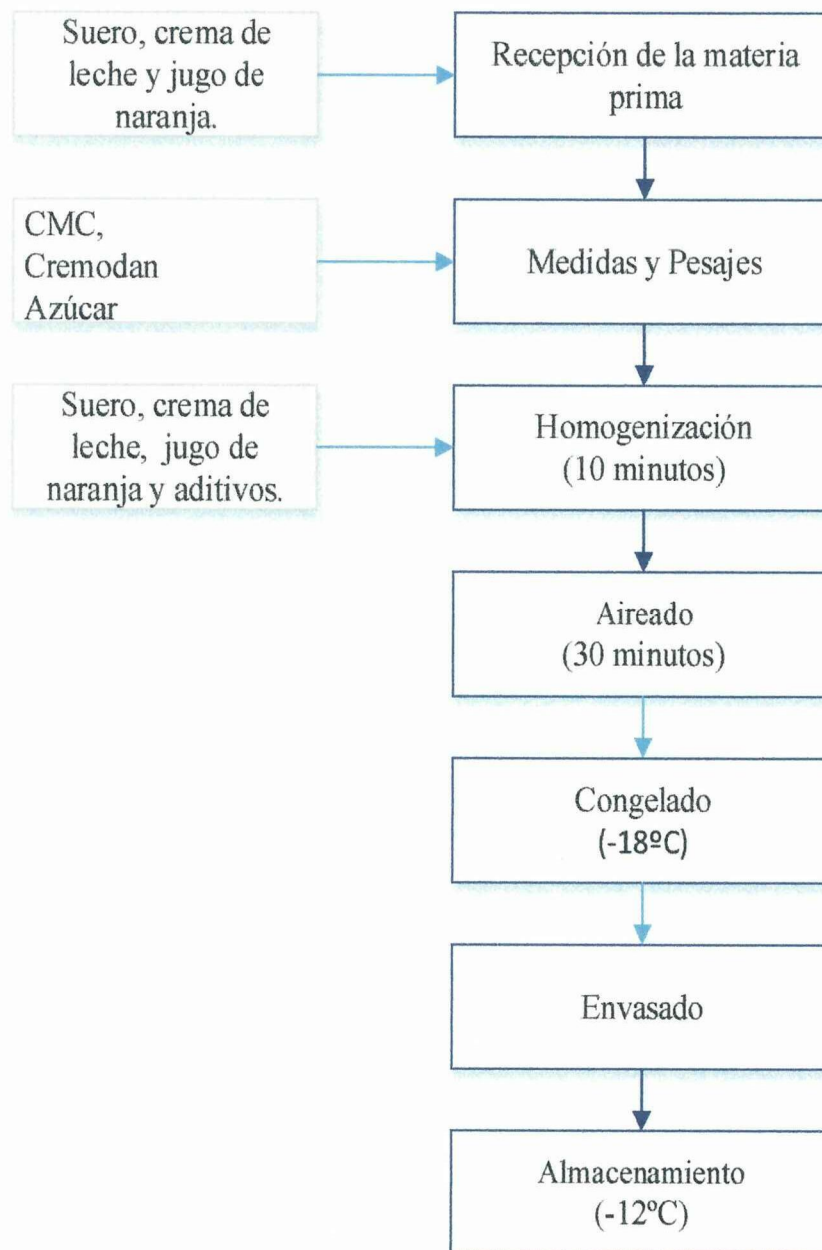 Suero, crema de
leche y jugo de
naranja.
Recepción de la materia
prima
CMC,
Cremodan
Azúcar
Medidas y Pesajes
Suero, crema de
leche, jugo de
naranja y aditivos.
Homogenización
(10 minutos)
Aireado
(30 minutos)
Congelado
(-18ºC)
Envasado
Almacenamiento
(-12ºC)